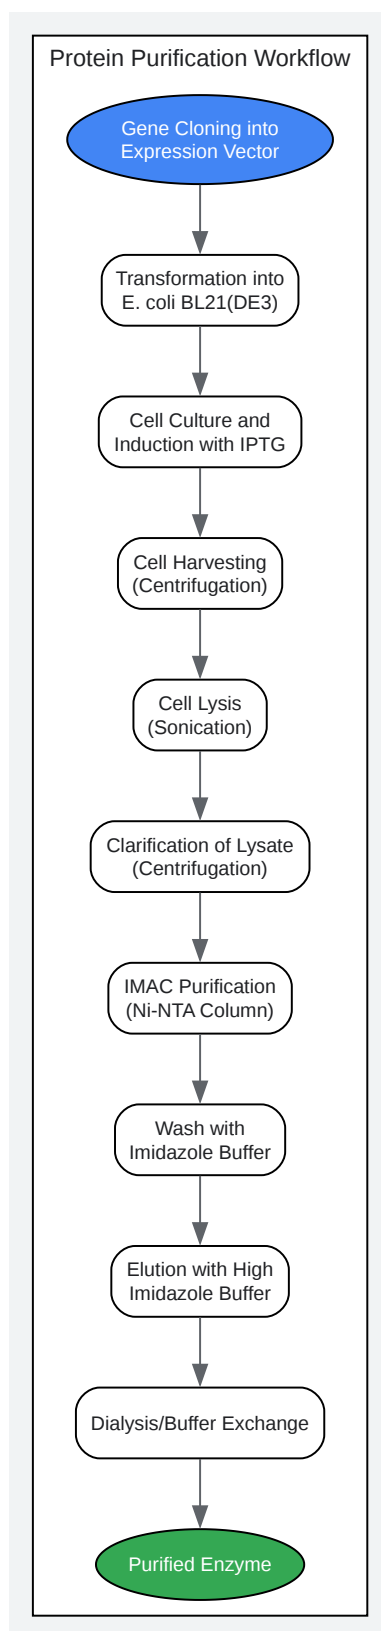 Protein Purification Workflow
Gene Cloning into
Expression Vector
Transformation into
E. coli BL21(DE3)
Cell Culture and
Induction with IPTG
Cell Harvesting
(Centrifugation)
Cell Lysis
(Sonication)
Clarification of Lysate
(Centrifugation)
IMAC Purification
(Ni-NTA Column)
Wash with
Imidazole Buffer
Elution with High
Imidazole Buffer
Dialysis/Buffer Exchange
Purified Enzyme